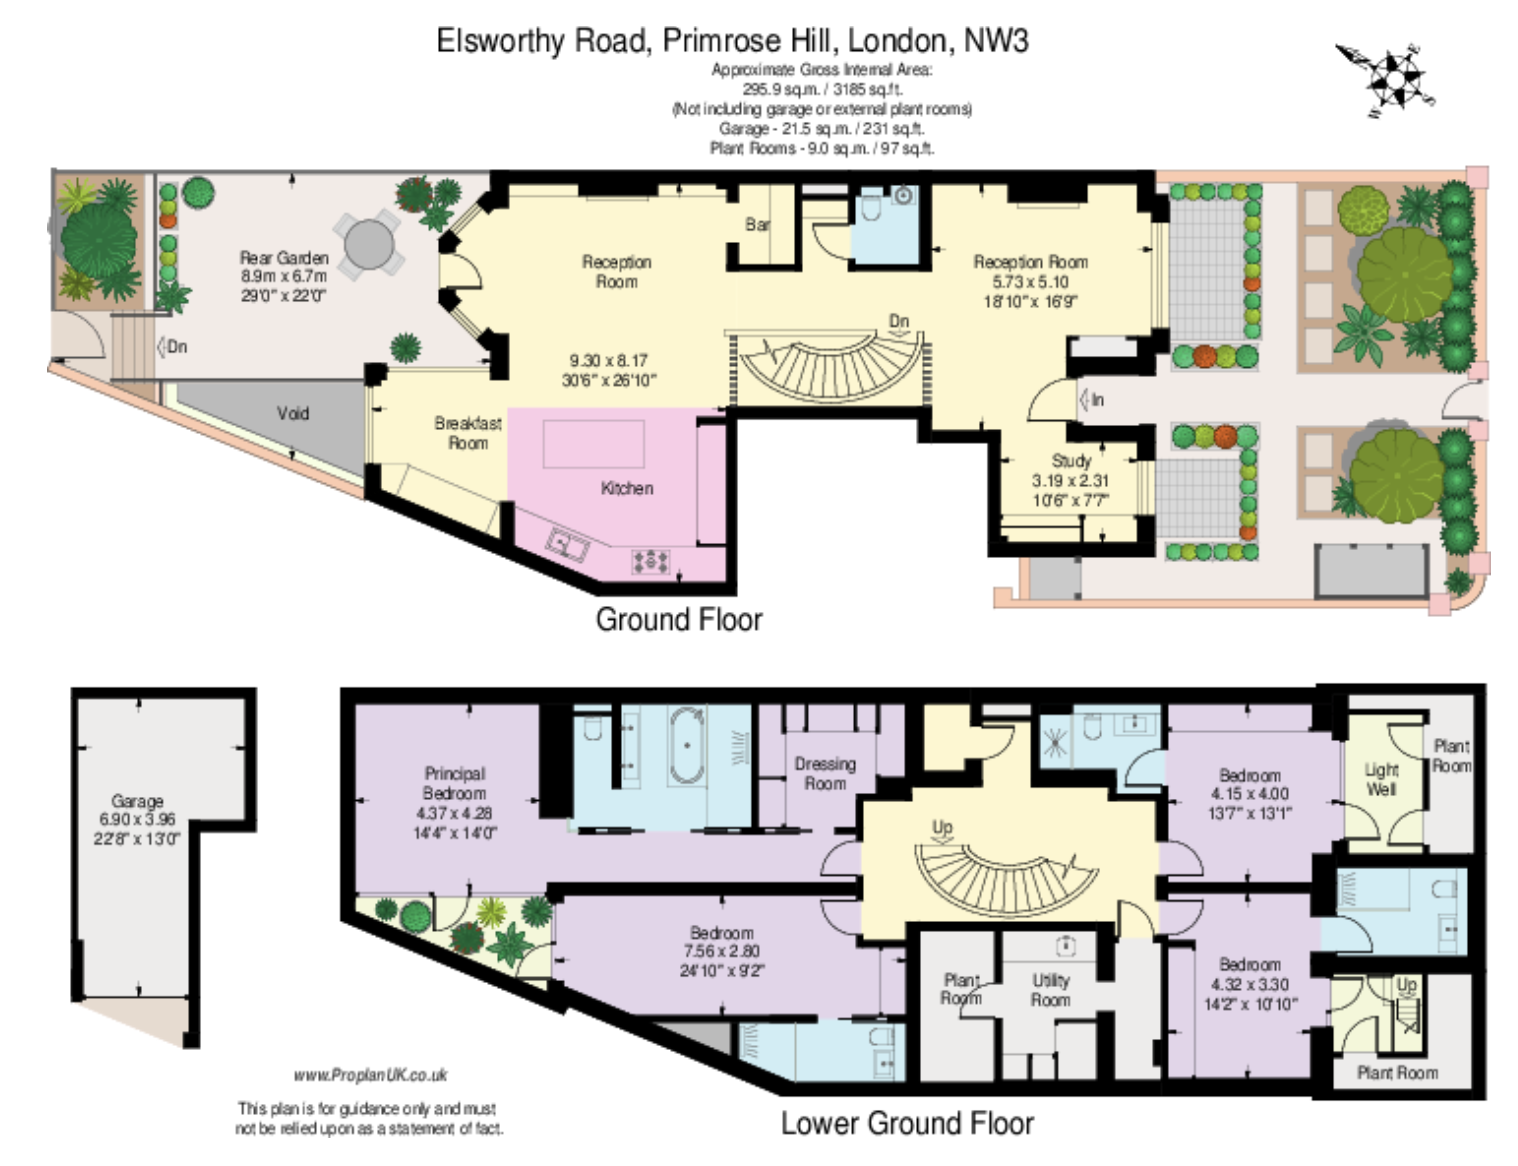 Elsworthy Road, Primrose Hill, London, NW3
Approximate Gross Internal Area:
295.9 sq.m. / 3185 sq.ft.
(Not including garage or external plant rooms)
Garage - 21.5 sq.m. / 231 sq.ft.
Plant Rooms - 9.0 sq.m. / 97 sq.ft.
N
E
S
W
Rear Garden
8.9m x 6.7m
29'0" x 22'0"
Dn
Void
Reception
Room
9.30 x 8.17
30'6" x 26'10"
Breakfast
Room
Kitchen
Bar
Dn
Reception Room
5.73 x 5.10
18'10" x 16'9"
In
Study
3.19 x 2.31
10'6" x 7'7"
Ground Floor
Garage
6.90 x 3.96
22'8" x 13'0"
Principal
Bedroom
4.37 x 4.28
14'4" x 14'0"
Dressing
Room
Up
Bedroom
4.15 x 4.00
13'7" x 13'1"
Light
Well
Plant
Room
Bedroom
7.56 x 2.80
24'10" x 9'2"
Plant
Room
Utility
Room
Bedroom
4.32 x 3.30
14'2" x 10'10"
Up
Plant Room
Lower Ground Floor
www.ProplanUK.co.uk
This plan is for guidance only and must
not be relied upon as a statement of fact.